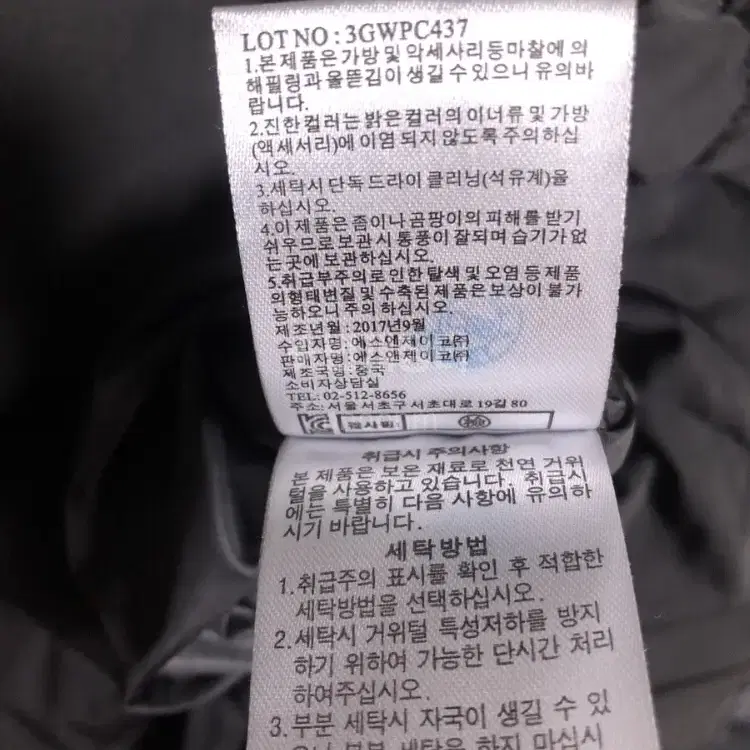 LOT NO : 3GWPC437
1.본 제품은 가방 및 악세사리등 마찰에 의
해 필링과 올뜯김이 생길 수 있으니 유의바
랍니다.
2.진한 컬러는 밝은 컬러의 이너류 및 가방
(액세서리)에 이염 되지 않도록 주의하십
시오.
3.세탁시 단독 드라이 클리닝(석유계)을
하십시오.
4.이 제품은 좀이나 곰팡이의 피해를 받기
쉬우므로 보관시 통풍이 잘되며 습기가 없
는 곳에 보관하십시오.
5.취급부주의로 인한 탈색 및 오염 등 제품
의형태변질 및 수축된 제품은 보상이 불가
능하오니 주의 하십시오.
제조년월 : 2017년9월
수입자명: 에스앤제이코㈜
판매자명: 에스앤제이코㈜
제조국명: 중국
소비자상담실
TEL: 02-512-8656
주소: 서울 서초구 서초대로 19길 80
검사필:
취급시 주의사항
본 제품은 보온 재료로 천연 거위
털을 사용하고 있습니다. 취급시
에는 특별히 다음 사항에 유의하
시기 바랍니다.
세탁방법
1.취급주의 표시를 확인 후 적합한
세탁방법을 선택하십시오.
2.세탁시 거위털 특성저하를 방지
하기 위하여 가능한 단시간 처리
하여주십시오.
3.부분 세탁시 자국이 생길 수 있
으니 부분 세탁은 하지 마십시